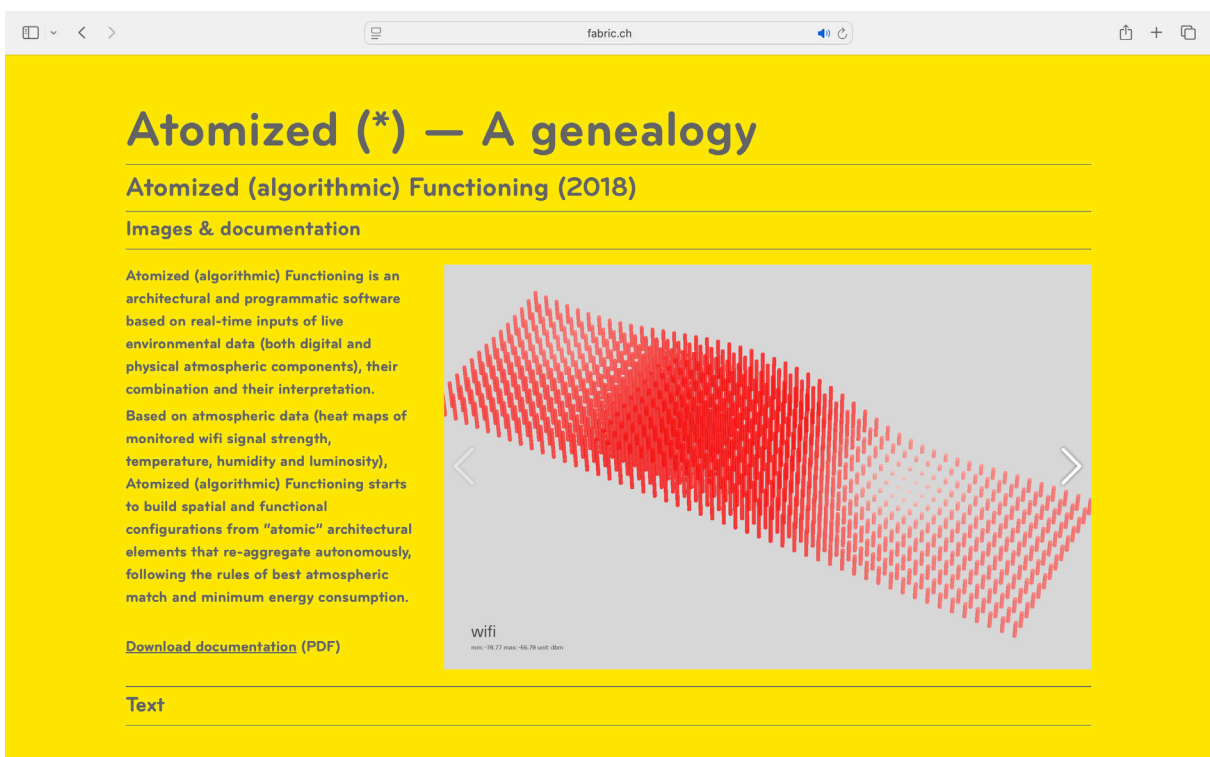 fabric.ch
Atomized (*) — A genealogy
Atomized (algorithmic) Functioning (2018)
Images & documentation
Atomized (algorithmic) Functioning is an
architectural and programmatic software
based on real-time inputs of live
environmental data (both digital and
physical atmospheric components), their
combination and their interpretation.
Based on atmospheric data (heat maps of
monitored wifi signal strength,
temperature, humidity and luminosity),
Atomized (algorithmic) Functioning starts
to build spatial and functional
configurations from “atomic” architectural
elements that re-aggregate autonomously,
following the rules of best atmospheric
match and minimum energy consumption.
Download documentation (PDF)
wifi
min: max: unit: dbm
Text